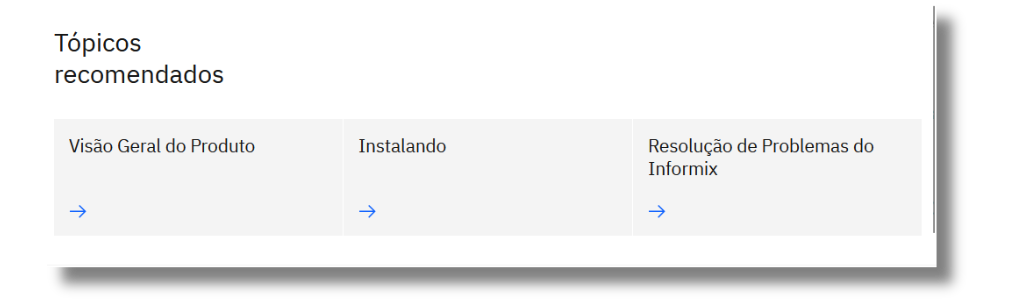 Tópicos
recomendados
Visão Geral do Produto
Instalando
Resolução de Problemas do
Informix